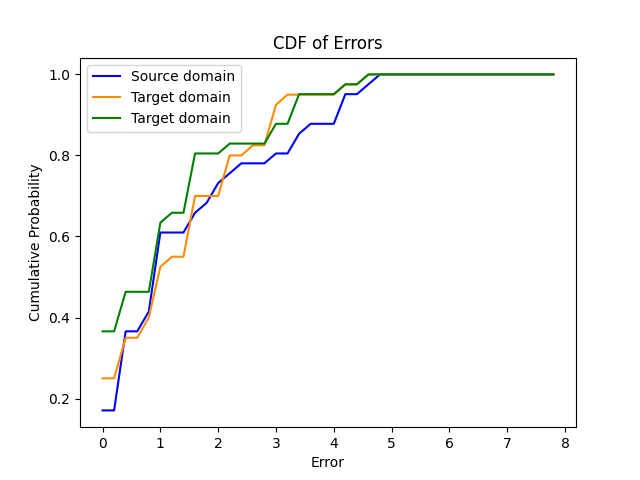 CDF of Errors
Source domain
Target domain
Target domain
Cumulative Probability
1.0
0.8
0.6
0.4
0.2
0 1 2 3 4 5 6 7 8
Error